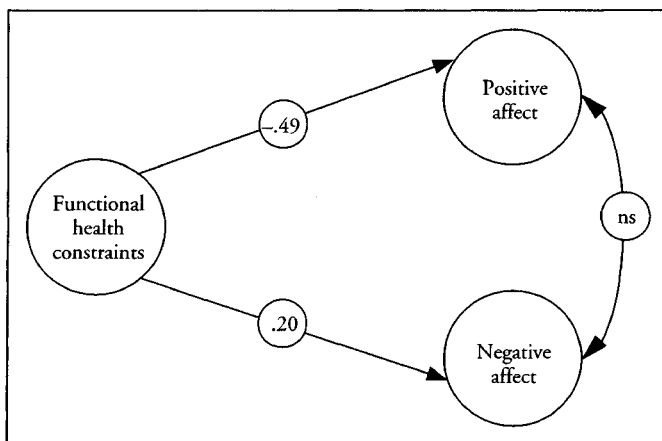 Positive
affect
–.49
Functional
health
constraints
ns
.20
Negative
affect